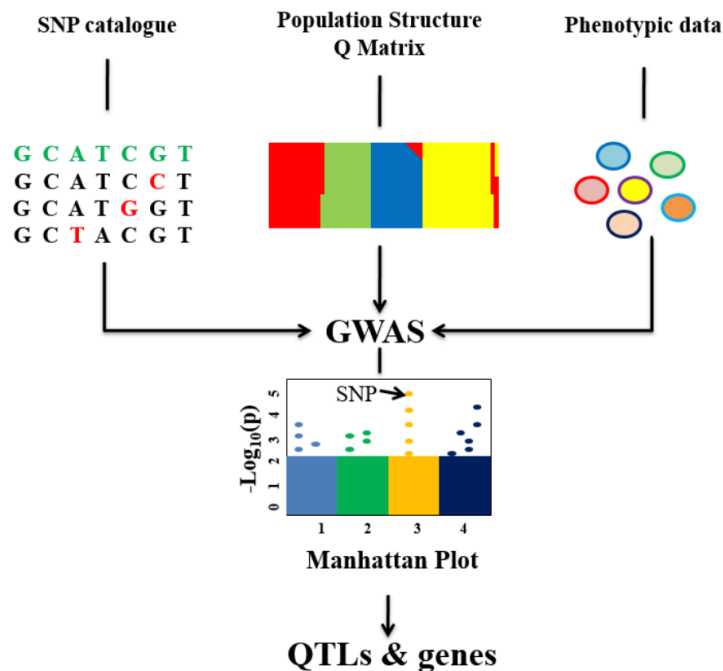 SNP catalogue
Population Structure
Q Matrix
Phenotypic data
G C A T C G T
G C A T C C T
G C A T G G T
G C T A C G T
GWAS
SNP
-Log10(p)
5
4
3
2
1
0
1 2 3 4
Manhattan Plot
QTLs & genes